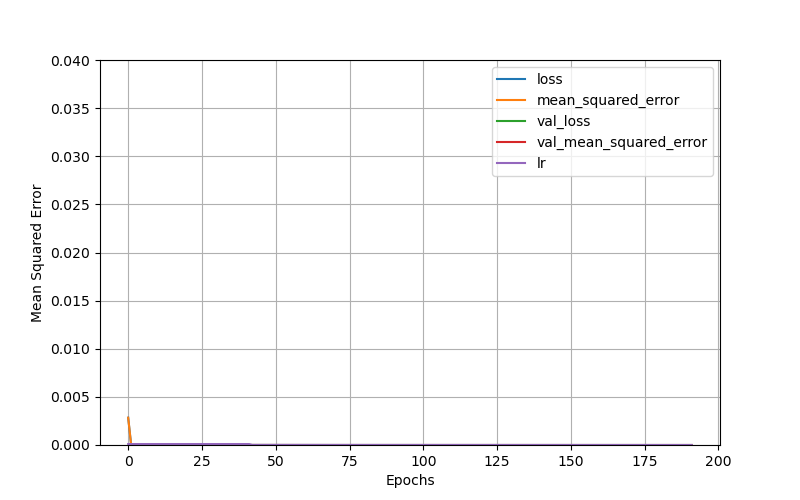 0.040
0.035
0.030
0.025
0.020
0.015
0.010
0.005
0.000
Mean Squared Error
loss
mean_squared_error
val_loss
val_mean_squared_error
lr
0 25 50 75 100 125 150 175 200
Epochs